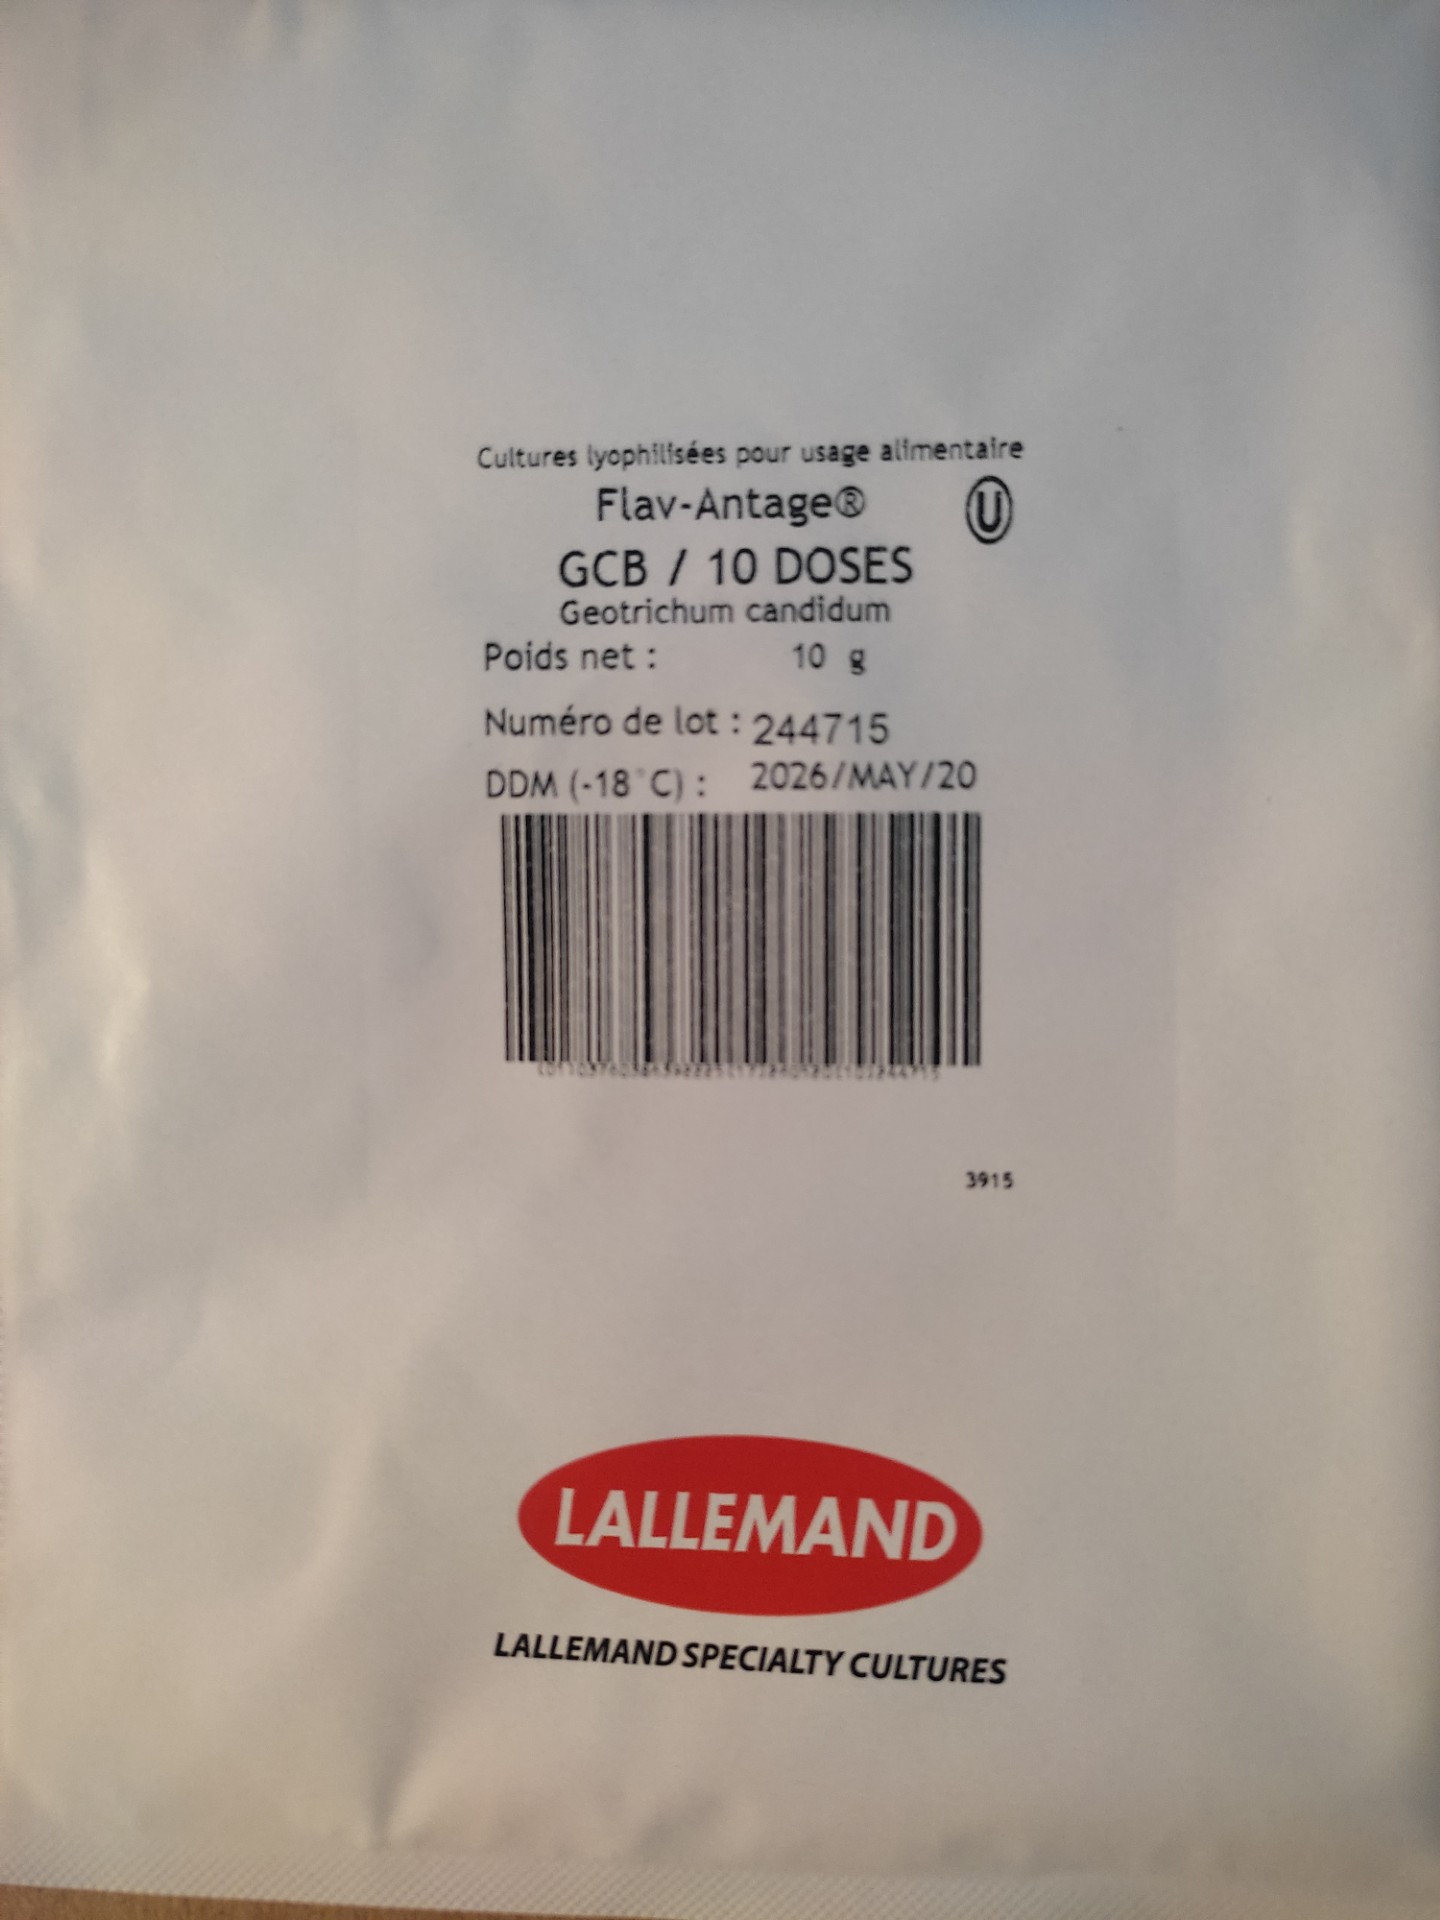 Cultures lyophilisées pour usage alimentaire
Flav-Antage®
U
GCB / 10 DOSES
Geotrichum candidum
Poids net : 10 g
Numéro de lot : 244715
DDM (-18°C) : 2026/MAY/20
3915
LALLEMAND
LALLEMAND SPECIALTY CULTURES